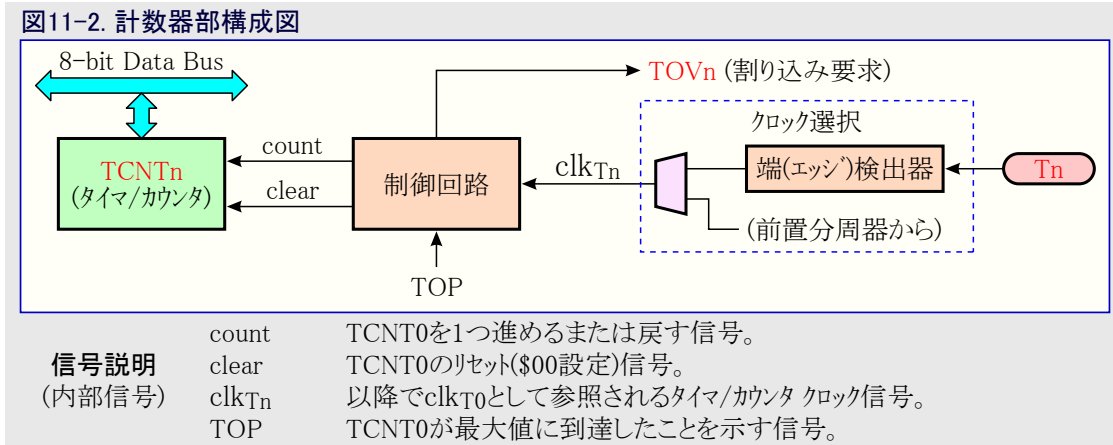 図11-2. 計数器部構成図
8-bit Data Bus
TOVn (割り込み要求)
クロック選択
TCNTn
(タイマ/カウンタ)
count
clear
制御回路
clkTn
端(エッジ)検出器
Tn
(前置分周器から)
TOP
信号説明
(内部信号)
count TCNT0を1つ進めるまたは戻す信号。
clear TCNT0のリセット($00設定)信号。
clkTn 以降でclkT0として参照されるタイマ/カウンタ クロック信号。
TOP TCNT0が最大値に到達したことを示す信号。